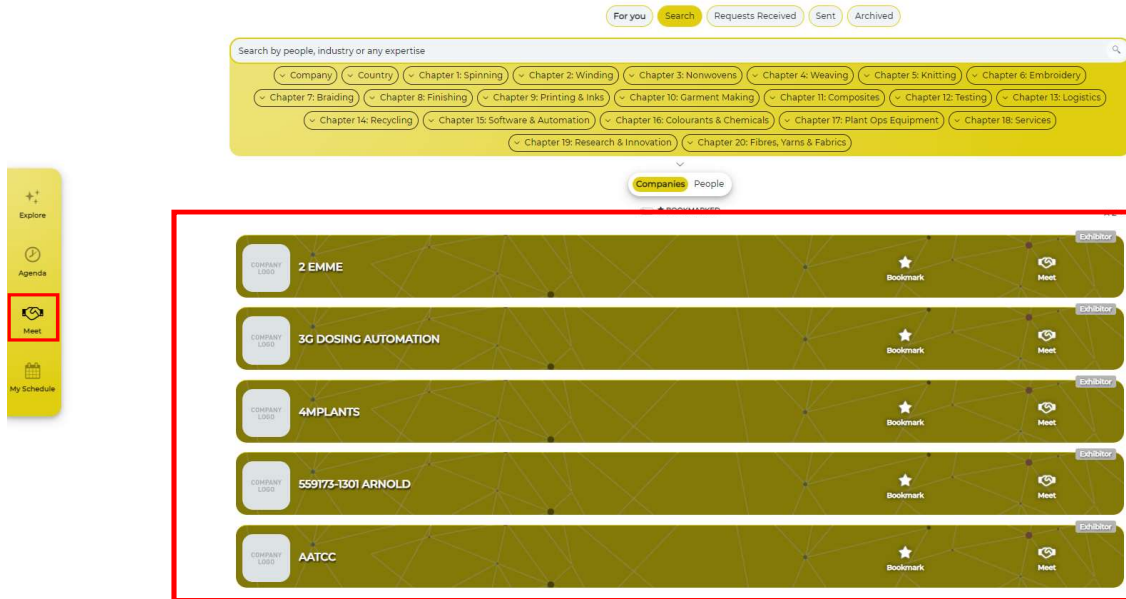 For you Search Requests Received Sent Archived
Search by people, industry or any expertise
Company Country Chapter 1: Spinning Chapter 2: Winding Chapter 3: Nonwovens Chapter 4: Weaving Chapter 5: Knitting Chapter 6: Embroidery
Chapter 7: Braiding Chapter 8: Finishing Chapter 9: Printing & Inks Chapter 10: Garment Making Chapter 11: Composites Chapter 12: Testing Chapter 13: Logistics
Chapter 14: Recycling Chapter 15: Software & Automation Chapter 16: Colourants & Chemicals Chapter 17: Plant Ops Equipment Chapter 18: Services
Chapter 19: Research & Innovation Chapter 20: Fibres, Yarns & Fabrics
Companies People
Explore
Agenda
Meet
My Schedule
Exhibitor
COMPANY LOGO
2 EMME
Bookmark
Meet
Exhibitor
COMPANY LOGO
3G DOSING AUTOMATION
Bookmark
Meet
Exhibitor
COMPANY LOGO
4MPLANTS
Bookmark
Meet
Exhibitor
COMPANY LOGO
559173-1301 ARNOLD
Bookmark
Meet
Exhibitor
COMPANY LOGO
AATCC
Bookmark
Meet